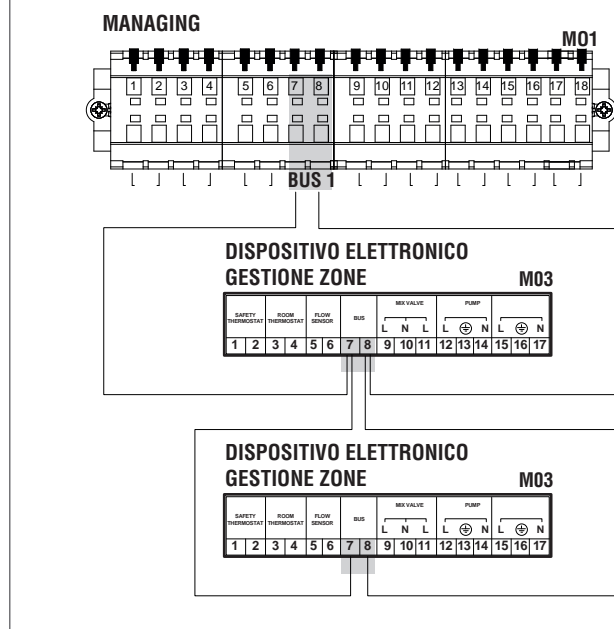 MANAGING
M01
1 2 3 4 5 6 7 8 9 10 11 12 13 14 15 16 17 18
BUS 1
DISPOSITIVO ELETTRONICO
GESTIONE ZONE M03
SAFETY THERMOSTAT ROOM THERMOSTAT FLOW SENSOR BUS MIX VALVE PUMP
L N L L N L N
1 2 3 4 5 6 7 8 9 10 11 12 13 14 15 16 17
DISPOSITIVO ELETTRONICO
GESTIONE ZONE M03
SAFETY THERMOSTAT ROOM THERMOSTAT FLOW SENSOR BUS MIX VALVE PUMP
L N L L N L N
1 2 3 4 5 6 7 8 9 10 11 12 13 14 15 16 17